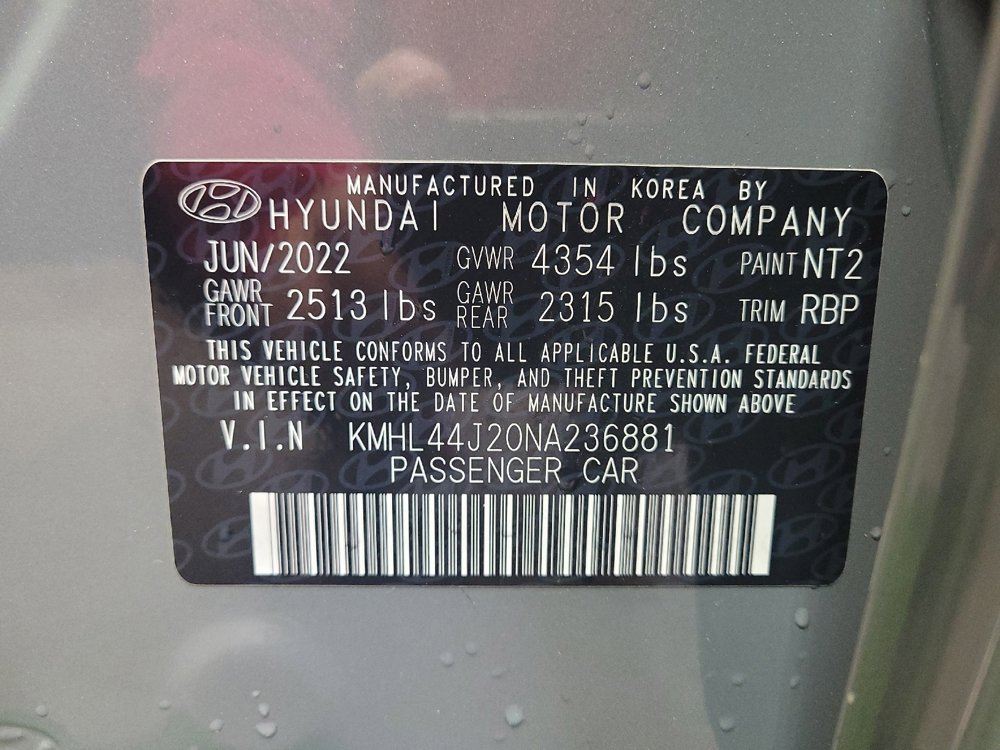 MANUFACTURED IN KOREA BY
HYUNDAI MOTOR COMPANY
JUN/2022 GVWR 4354 lbs PAINT NT2
GAWR FRONT 2513 lbs GAWR REAR 2315 lbs TRIM RBP
THIS VEHICLE CONFORMS TO ALL APPLICABLE U.S.A. FEDERAL
MOTOR VEHICLE SAFETY, BUMPER, AND THEFT PREVENTION STANDARDS
IN EFFECT ON THE DATE OF MANUFACTURE SHOWN ABOVE
V.I.N KMHL44J20NA236881
PASSENGER CAR